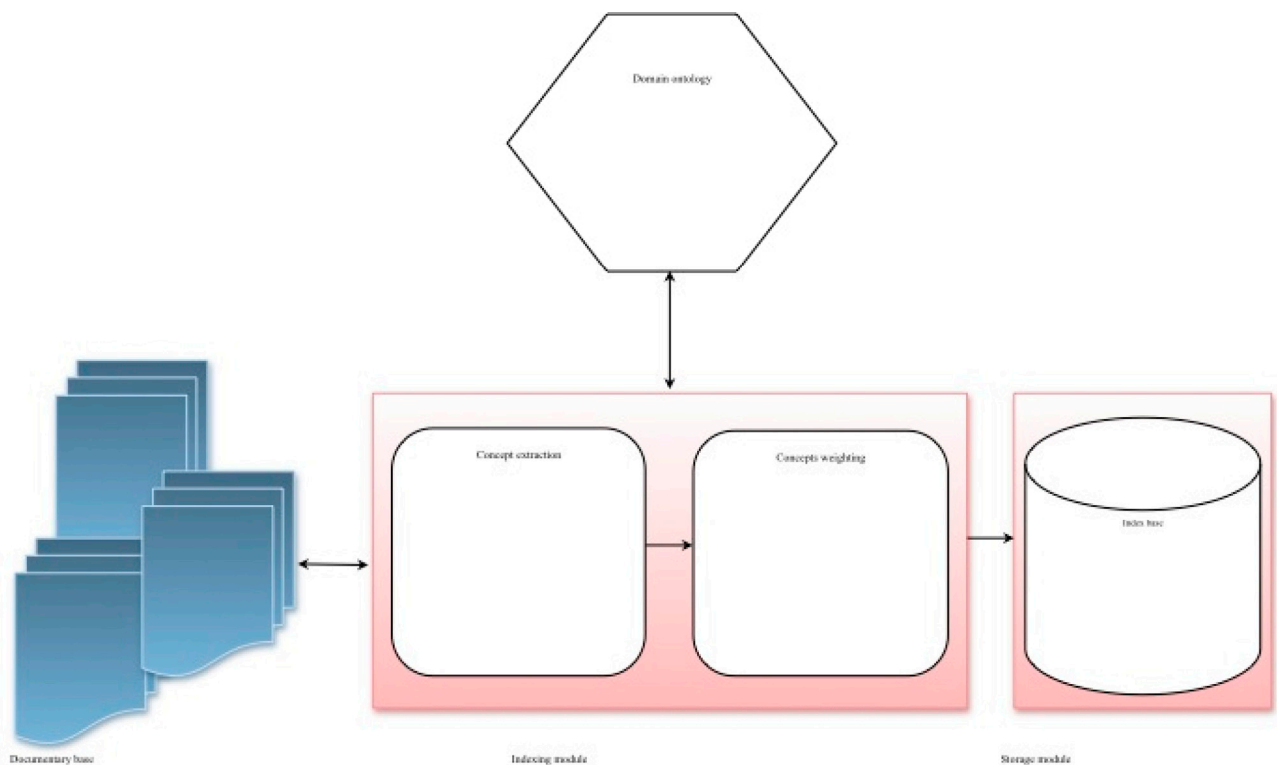 Domain ontology
Concept extraction
Concepts weighting
Index base
Documentary base
Indexing module
Storage module